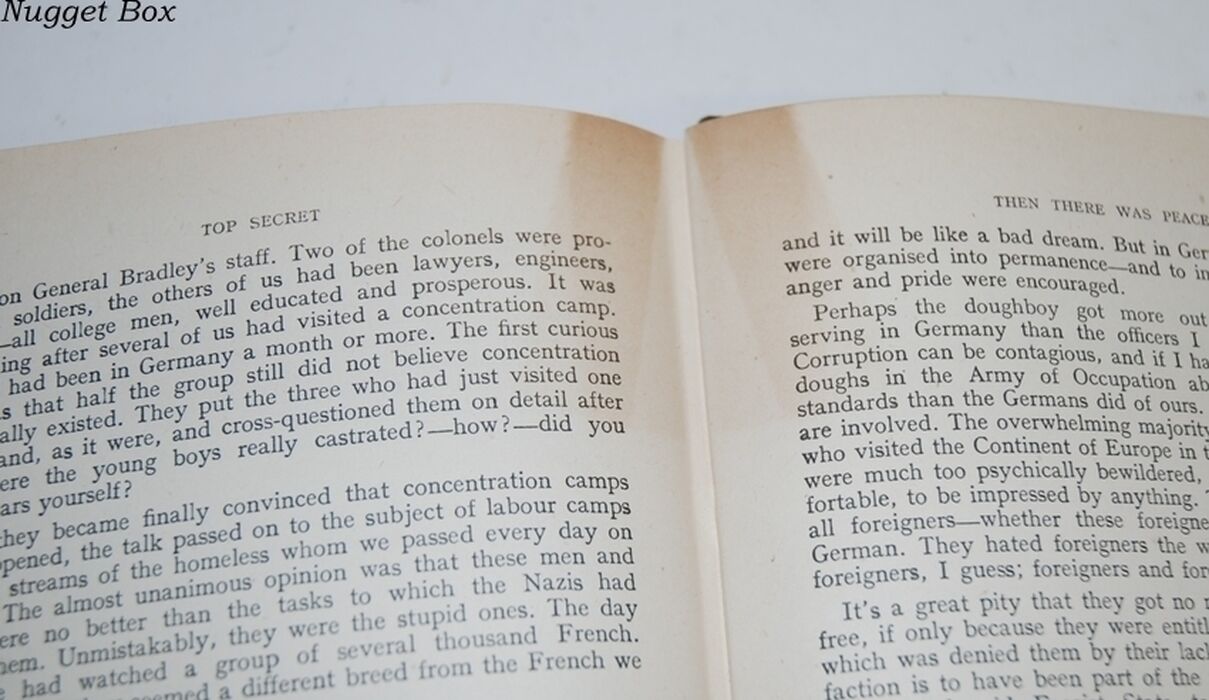 Nugget Box
TOP SECRET
on General Bradley's staff. Two of the colonels were pro-
soldiers, the others of us had been lawyers, engineers,
—all college men, well educated and prosperous. It was
ing after several of us had visited a concentration camp.
had been in Germany a month or more. The first curious
s that half the group still did not believe concentration
ally existed. They put the three who had just visited one
and, as it were, and cross-questioned them on detail after
ere the young boys really castrated?—how?—did you
ars yourself?
they became finally convinced that concentration camps
pened, the talk passed on to the subject of labour camps
streams of the homeless whom we passed every day on
The almost unanimous opinion was that these men and
ere no better than the tasks to which the Nazis had
hem. Unmistakably, they were the stupid ones. The day
had watched a group of several thousand French.
seemed a different breed from the French we
THEN THERE WAS PEACE
and it will be like a bad dream. But in Ger
were organised into permanence—and to in
anger and pride were encouraged.
Perhaps the doughboy got more out
serving in Germany than the officers I
Corruption can be contagious, and if I ha
doughs in the Army of Occupation ab
standards than the Germans did of ours.
are involved. The overwhelming majority
who visited the Continent of Europe in t
were much too psychically bewildered,
fortable, to be impressed by anything.
all foreigners—whether these foreigne
German. They hated foreigners the w
foreigners, I guess; foreigners and for
It's a great pity that they got no
free, if only because they were entitl
which was denied them by their lack
faction is to have been part of the